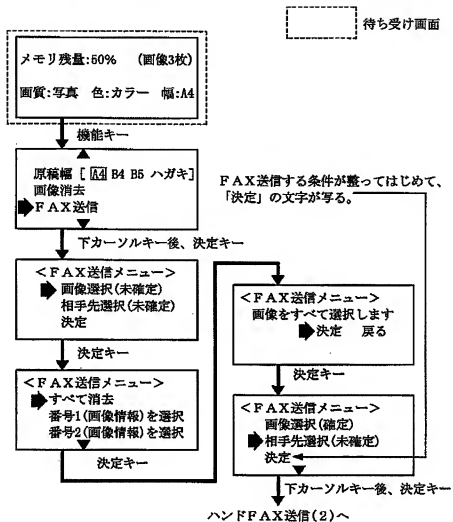 待ち受け画面
メモリ残量:50% (画像3枚)
画質:写真 色:カラー 幅:A4
機能キー
原稿幅 [ A4 B4 B5 ハガキ]
画像消去
FAX送信
下カーソルキー後、決定キー
<FAX送信メニュー>
画像選択(未確定)
相手先選択(未確定)
決定
決定キー
<FAX送信メニュー>
すべて消去
番号1(画像情報)を選択
番号2(画像情報)を選択
決定キー
FAX送信する条件が整ってはじめて、
「決定」の文字が写る。
<FAX送信メニュー>
画像をすべて選択します
決定 戻る
決定キー
<FAX送信メニュー>
画像選択(確定)
相手先選択(未確定)
決定
下カーソルキー後、決定キー
ハンドFAX送信(2)へ